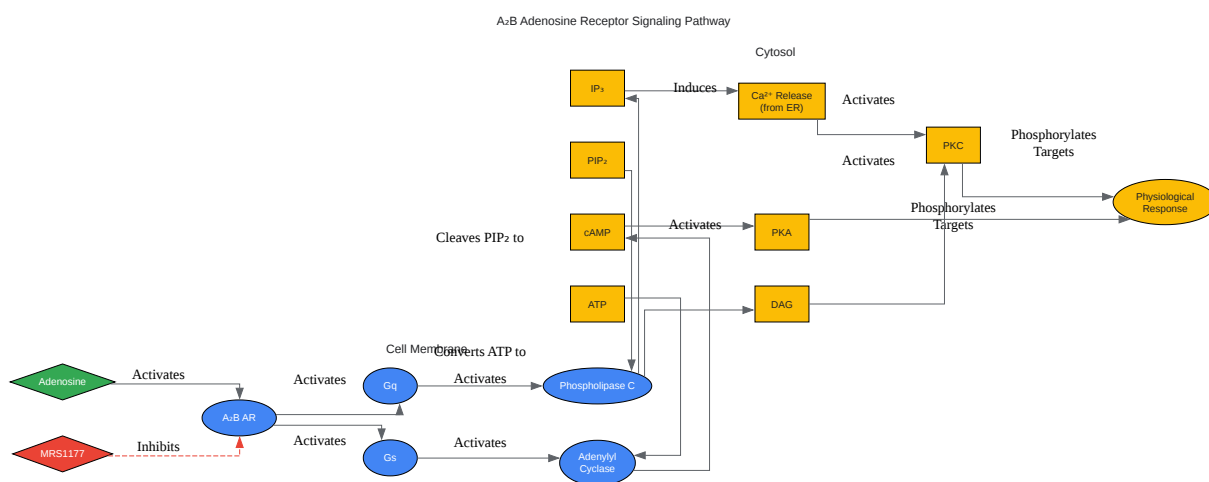 A₂B Adenosine Receptor Signaling Pathway
Cytosol
IP₃
Induces
Ca²⁺ Release
(from ER)
Activates
PKC
Phosphorylates
Targets
PIP₂
Activates
Physiological
Response
Cleaves PIP₂ to
cAMP
Activates
PKA
Phosphorylates
Targets
ATP
DAG
Cell Membrane
Converts ATP to
Adenosine
Activates
Activates
Gq
Activates
Phospholipase C
A₂B AR
MRS1177
Inhibits
Activates
Gs
Activates
Adenylyl
Cyclase